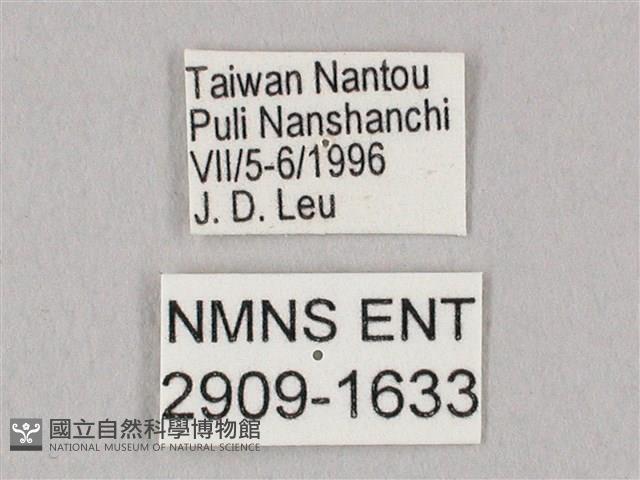 Taiwan Nantou
Puli Nanshanchi
VII/5-6/1996
J. D. Leu
NMNS ENT
2909-1633
國立自然科學博物館
NATIONAL MUSEUM OF NATURAL SCIENCE